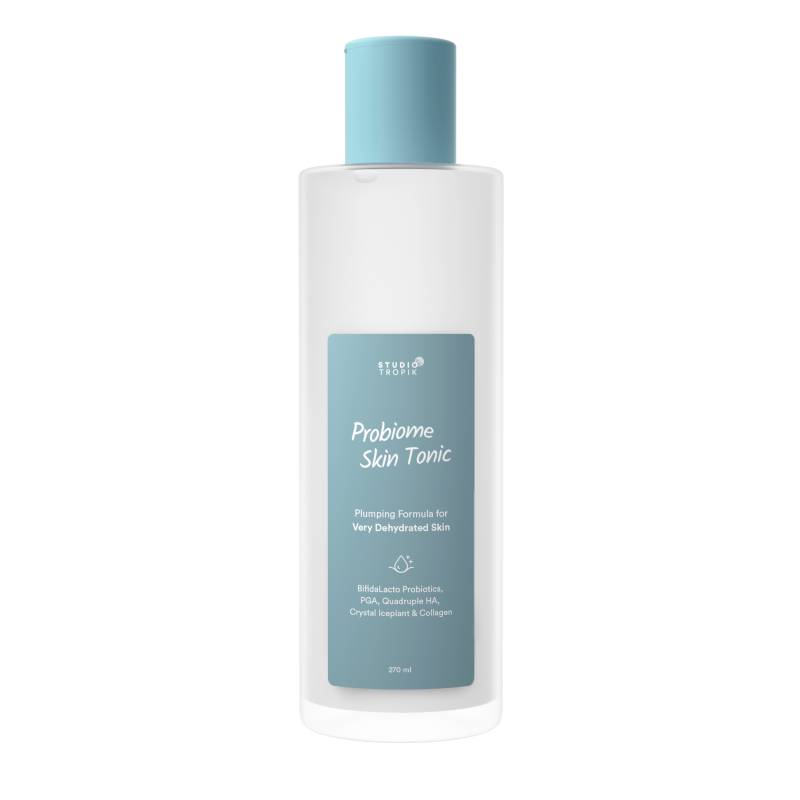 STUDIO
TROPIK
Probiome
Skin Tonic
Plumping Formula for
Very Dehydrated Skin
BifidaLacto Probiotics,
PGA, Quadruple HA,
Crystal Iceplant & Collagen
270 ml